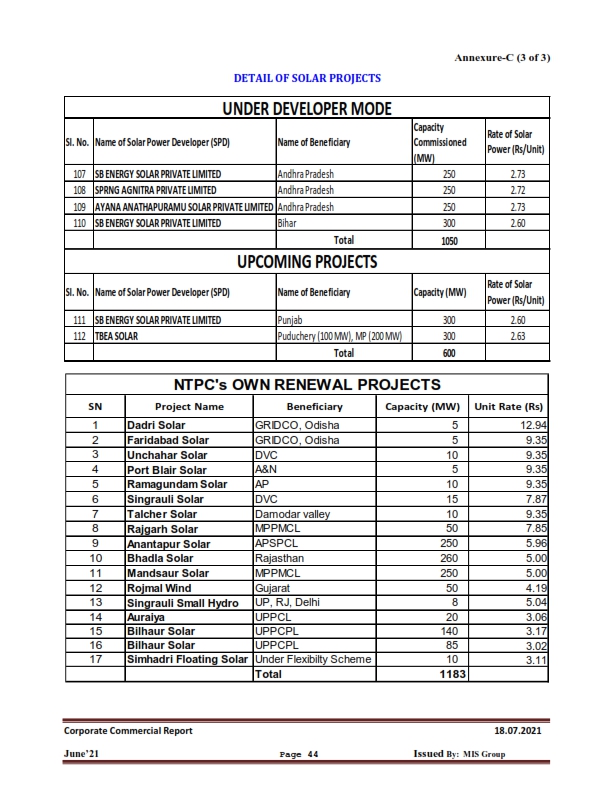 Annexure-C (3 of 3)
DETAIL OF SOLAR PROJECTS
UNDER DEVELOPER MODE
Sl. No. Name of Solar Power Developer (SPD) Name of Beneficiary Capacity Commissioned (MW) Rate of Solar Power (Rs/Unit)
107 SB ENERGY SOLAR PRIVATE LIMITED Andhra Pradesh 250 2.73
108 SPRNG AGNITRA PRIVATE LIMITED Andhra Pradesh 250 2.72
109 AYANA ANATHAPURAMU SOLAR PRIVATE LIMITED Andhra Pradesh 250 2.73
110 SB ENERGY SOLAR PRIVATE LIMITED Bihar 300 2.60
Total 1050
UPCOMING PROJECTS
Sl. No. Name of Solar Power Developer (SPD) Name of Beneficiary Capacity (MW) Rate of Solar Power (Rs/Unit)
111 SB ENERGY SOLAR PRIVATE LIMITED Punjab 300 2.60
112 TBEA SOLAR Puduchery (100 MW), MP (200 MW) 300 2.63
Total 600
NTPC's OWN RENEWAL PROJECTS
SN Project Name Beneficiary Capacity (MW) Unit Rate (Rs)
1 Dadri Solar GRIDCO, Odisha 5 12.94
2 Faridabad Solar GRIDCO, Odisha 5 9.35
3 Unchahar Solar DVC 10 9.35
4 Port Blair Solar A&N 5 9.35
5 Ramagundam Solar AP 10 9.35
6 Singrauli Solar DVC 15 7.87
7 Talcher Solar Damodar valley 10 9.35
8 Rajgarh Solar MPPMCL 50 7.85
9 Anantapur Solar APSPCL 250 5.96
10 Bhadla Solar Rajasthan 260 5.00
11 Mandsaur Solar MPPMCL 250 5.00
12 Rojmal Wind Gujarat 50 4.19
13 Singrauli Small Hydro UP, RJ, Delhi 8 5.04
14 Auraiya UPPCL 20 3.06
15 Bilhaur Solar UPPCPL 140 3.17
16 Bilhaur Solar UPPCPL 85 3.02
17 Simhadri Floating Solar Under Flexibilty Scheme 10 3.11
Total 1183
Corporate Commercial Report 18.07.2021
June'21 Page 44 Issued By: MIS Group